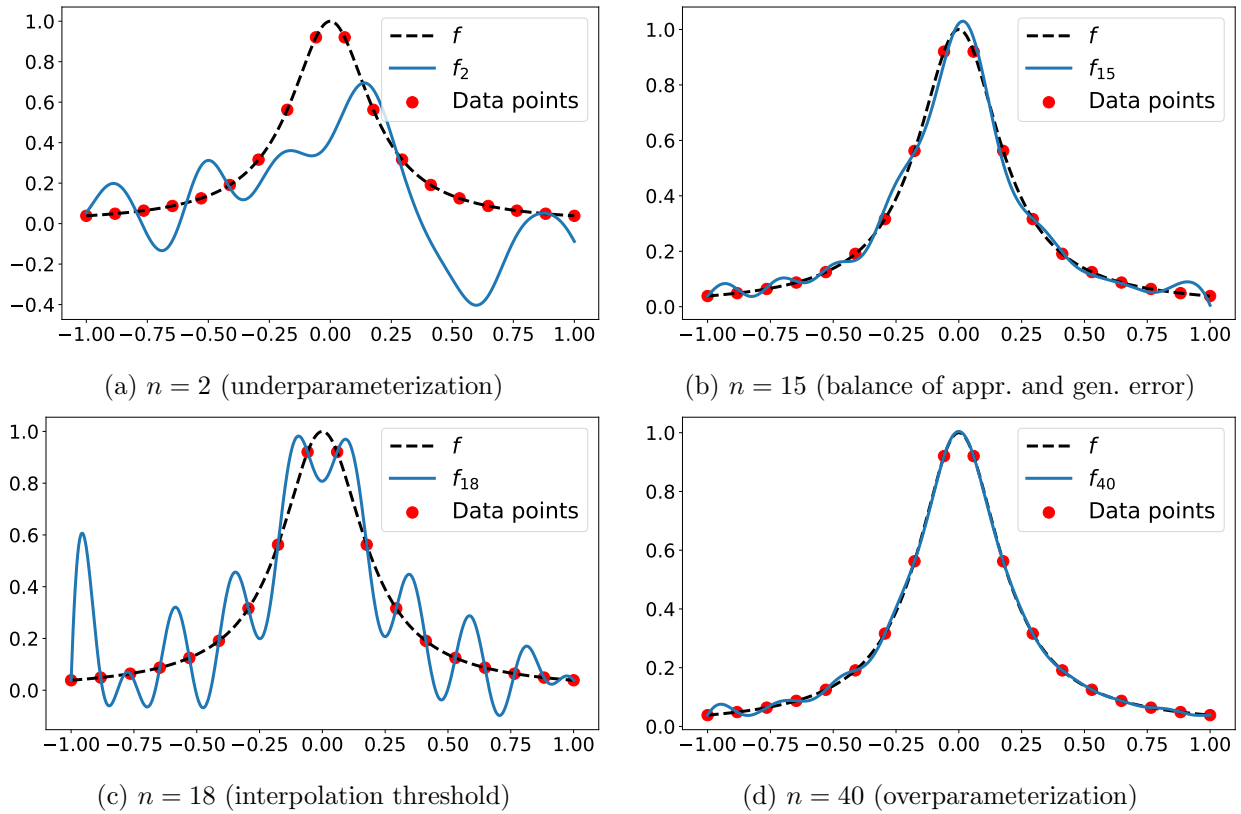 1.0
0.8
0.6
0.4
0.2
0.0
−0.2
−0.4
−1.00 −0.75 −0.50 −0.25 0.00 0.25 0.50 0.75 1.00
f
f₂
Data points
(a) n = 2 (underparameterization)
1.0
0.8
0.6
0.4
0.2
0.0
−1.00 −0.75 −0.50 −0.25 0.00 0.25 0.50 0.75 1.00
f
f₁₅
Data points
(b) n = 15 (balance of appr. and gen. error)
1.0
0.8
0.6
0.4
0.2
0.0
−1.00 −0.75 −0.50 −0.25 0.00 0.25 0.50 0.75 1.00
f
f₁₈
Data points
(c) n = 18 (interpolation threshold)
1.0
0.8
0.6
0.4
0.2
0.0
−1.00 −0.75 −0.50 −0.25 0.00 0.25 0.50 0.75 1.00
f
f₄₀
Data points
(d) n = 40 (overparameterization)